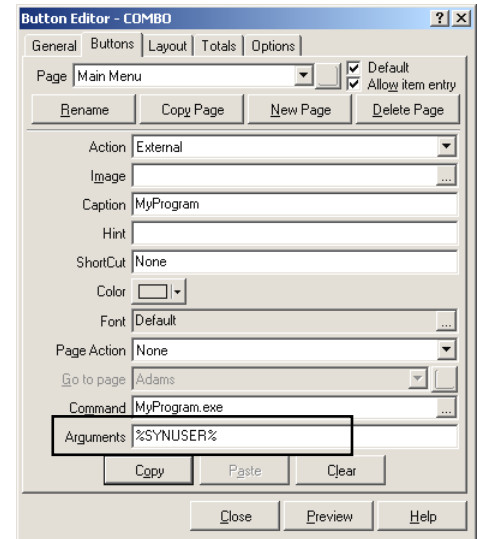 Button Editor - COMBO
General Buttons Layout Totals Options
Page Main Menu Default
Allow item entry
Rename Copy Page New Page Delete Page
Action External
Image ...
Caption MyProgram
Hint
ShortCut None
Color
Font Default ...
Page Action None
Go to page Adams
Command MyProgram.exe ...
Arguments %SYNUSER%
Copy Paste Clear
Close Preview Help